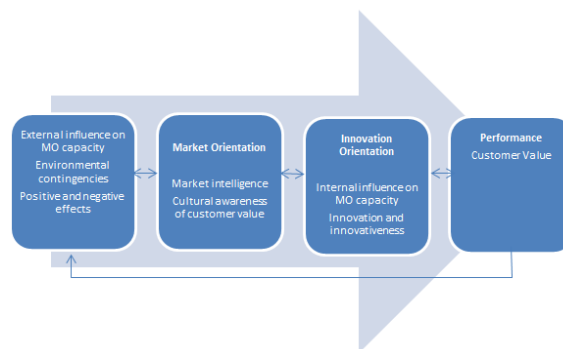 External influence on
MO capacity
Environmental
contingencies
Positive and negative
effects
Market Orientation
Market intelligence
Cultural awareness
of customer value
Innovation
Orientation
Internal influence on
MO capacity
Innovation and
innovativeness
Performance
Customer Value